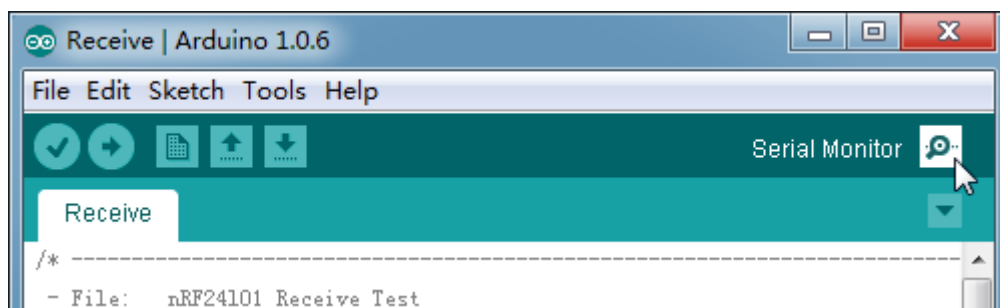 Receive | Arduino 1.0.6
File Edit Sketch Tools Help
Serial Monitor
Receive
/* --------------------------------------------------------------------------
- File: nRF24l01 Receive Test